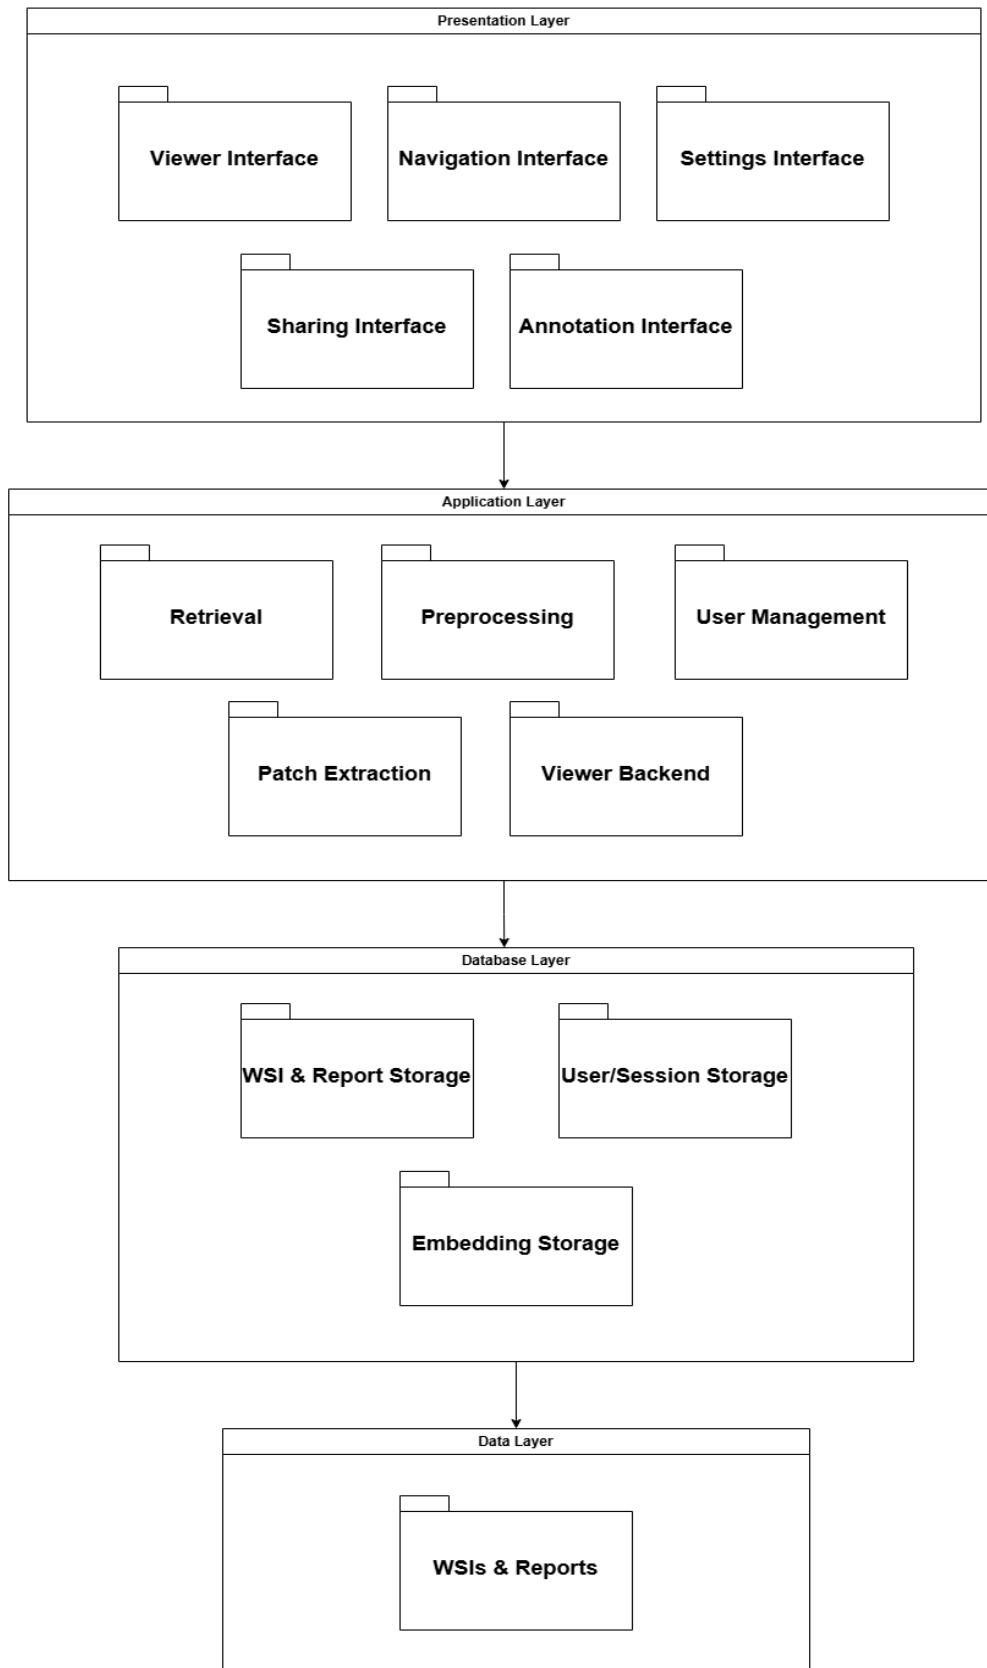 Presentation Layer
Viewer Interface
Navigation Interface
Settings Interface
Sharing Interface
Annotation Interface
Application Layer
Retrieval
Preprocessing
User Management
Patch Extraction
Viewer Backend
Database Layer
WSI & Report Storage
User/Session Storage
Embedding Storage
Data Layer
WSIs & Reports